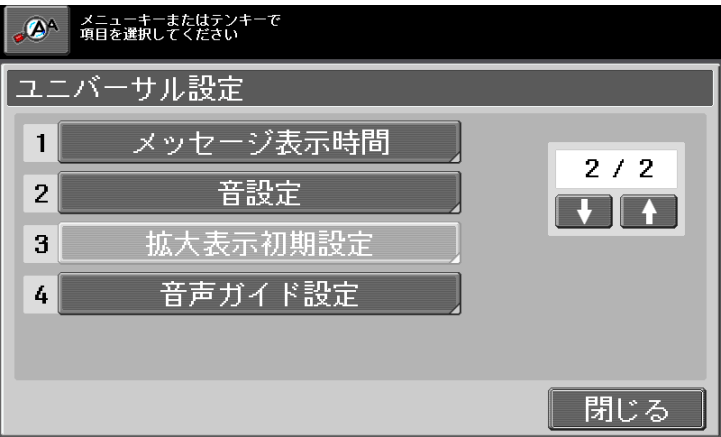 メニューキーまたはテンキーで
項目を選択してください
ユニバーサル設定
1 メッセージ表示時間
2 / 2
2 音設定
3 拡大表示初期設定
4 音声ガイド設定
閉じる